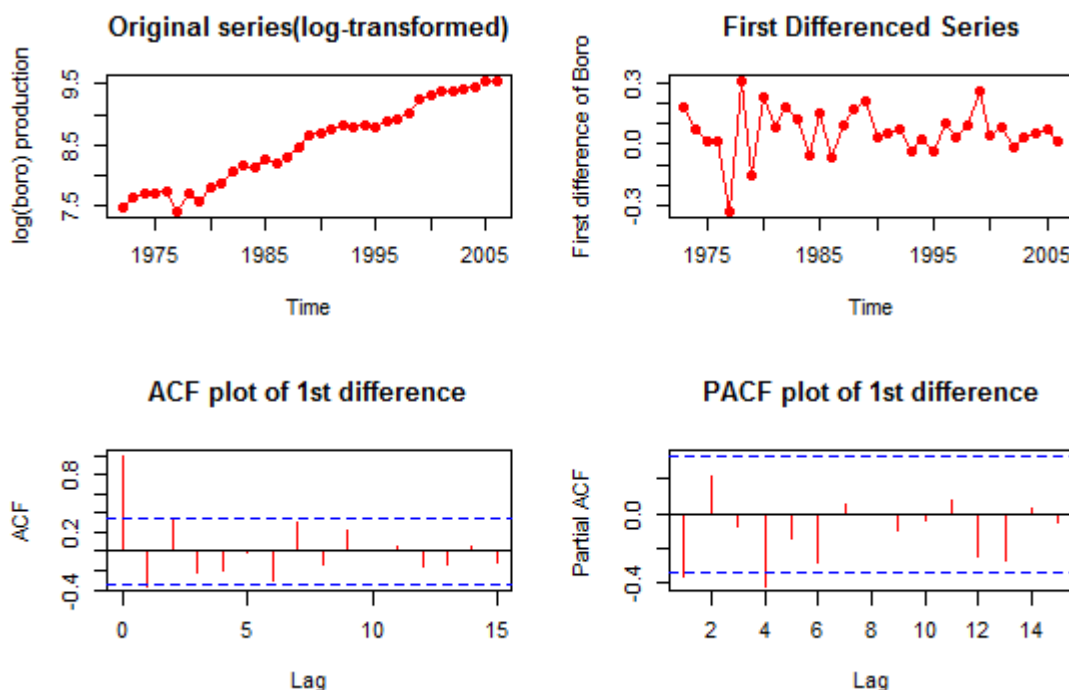 Original series(log-transformed)
log(boro) production
7.5 8.5 9.5
1975 1985 1995 2005
Time
First Differenced Series
First difference of Boro
-0.3 0.0 0.3
1975 1985 1995 2005
Time
ACF plot of 1st difference
ACF
-0.4 0.2 0.8
0 5 10 15
Lag
PACF plot of 1st difference
Partial ACF
-0.4 0.0
2 4 6 8 10 12 14
Lag